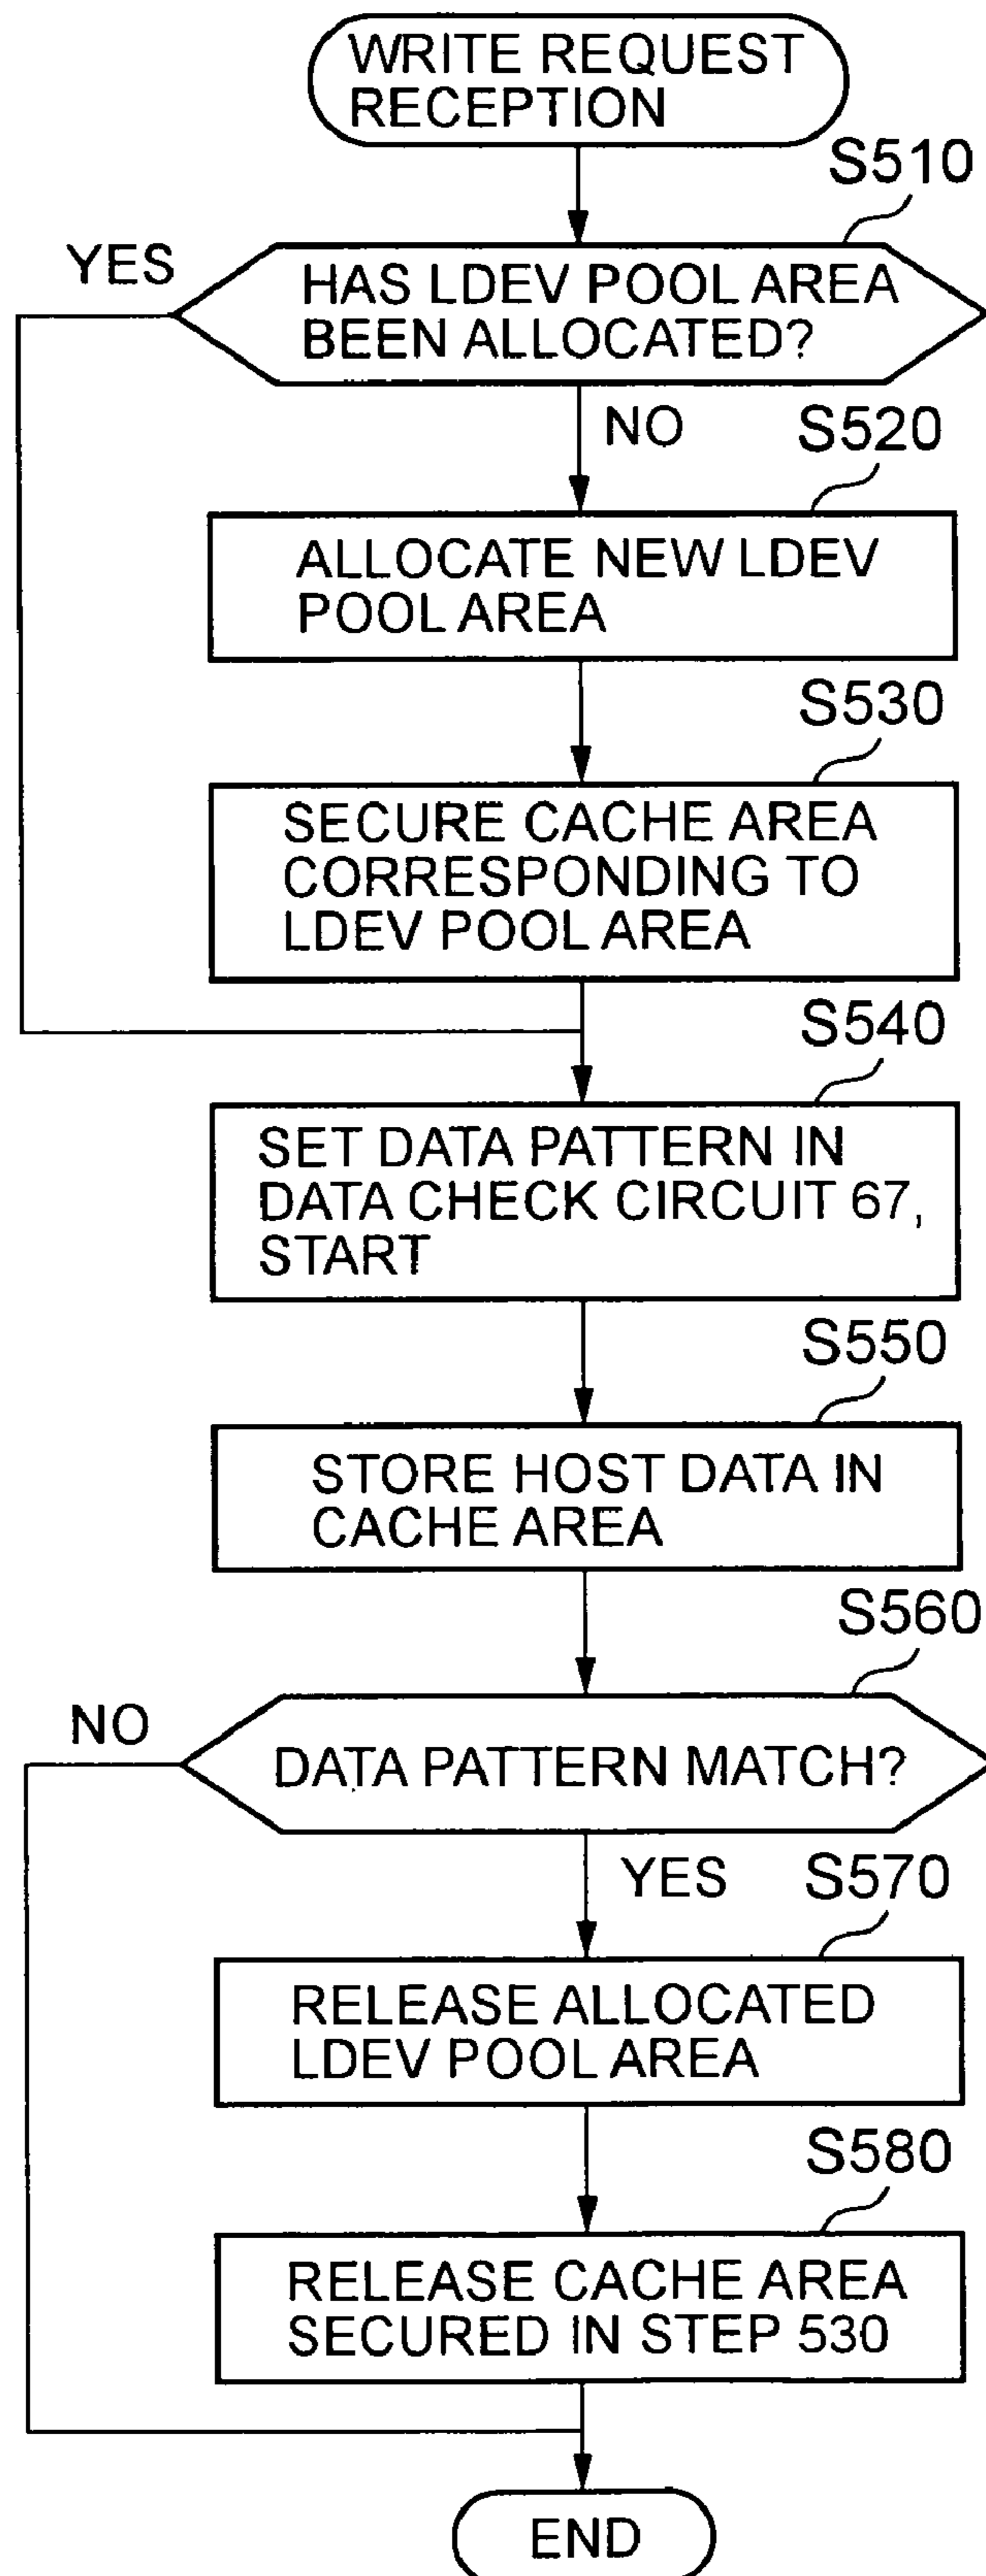 WRITE REQUEST
RECEPTION
S510
YES
HAS LDEV POOL AREA
BEEN ALLOCATED?
NO
S520
ALLOCATE NEW LDEV
POOL AREA
S530
SECURE CACHE AREA
CORRESPONDING TO
LDEV POOL AREA
S540
SET DATA PATTERN IN
DATA CHECK CIRCUIT 67,
START
S550
STORE HOST DATA IN
CACHE AREA
S560
NO
DATA PATTERN MATCH?
YES
S570
RELEASE ALLOCATED
LDEV POOL AREA
S580
RELEASE CACHE AREA
SECURED IN STEP 530
END